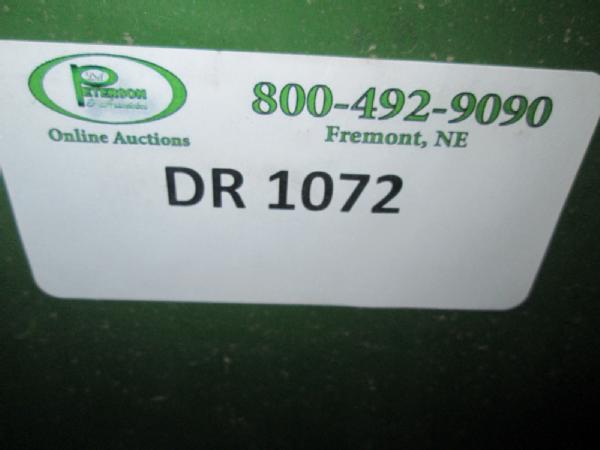 PETERSON
Online Auctions
800-492-9090
Fremont, NE
DR 1072